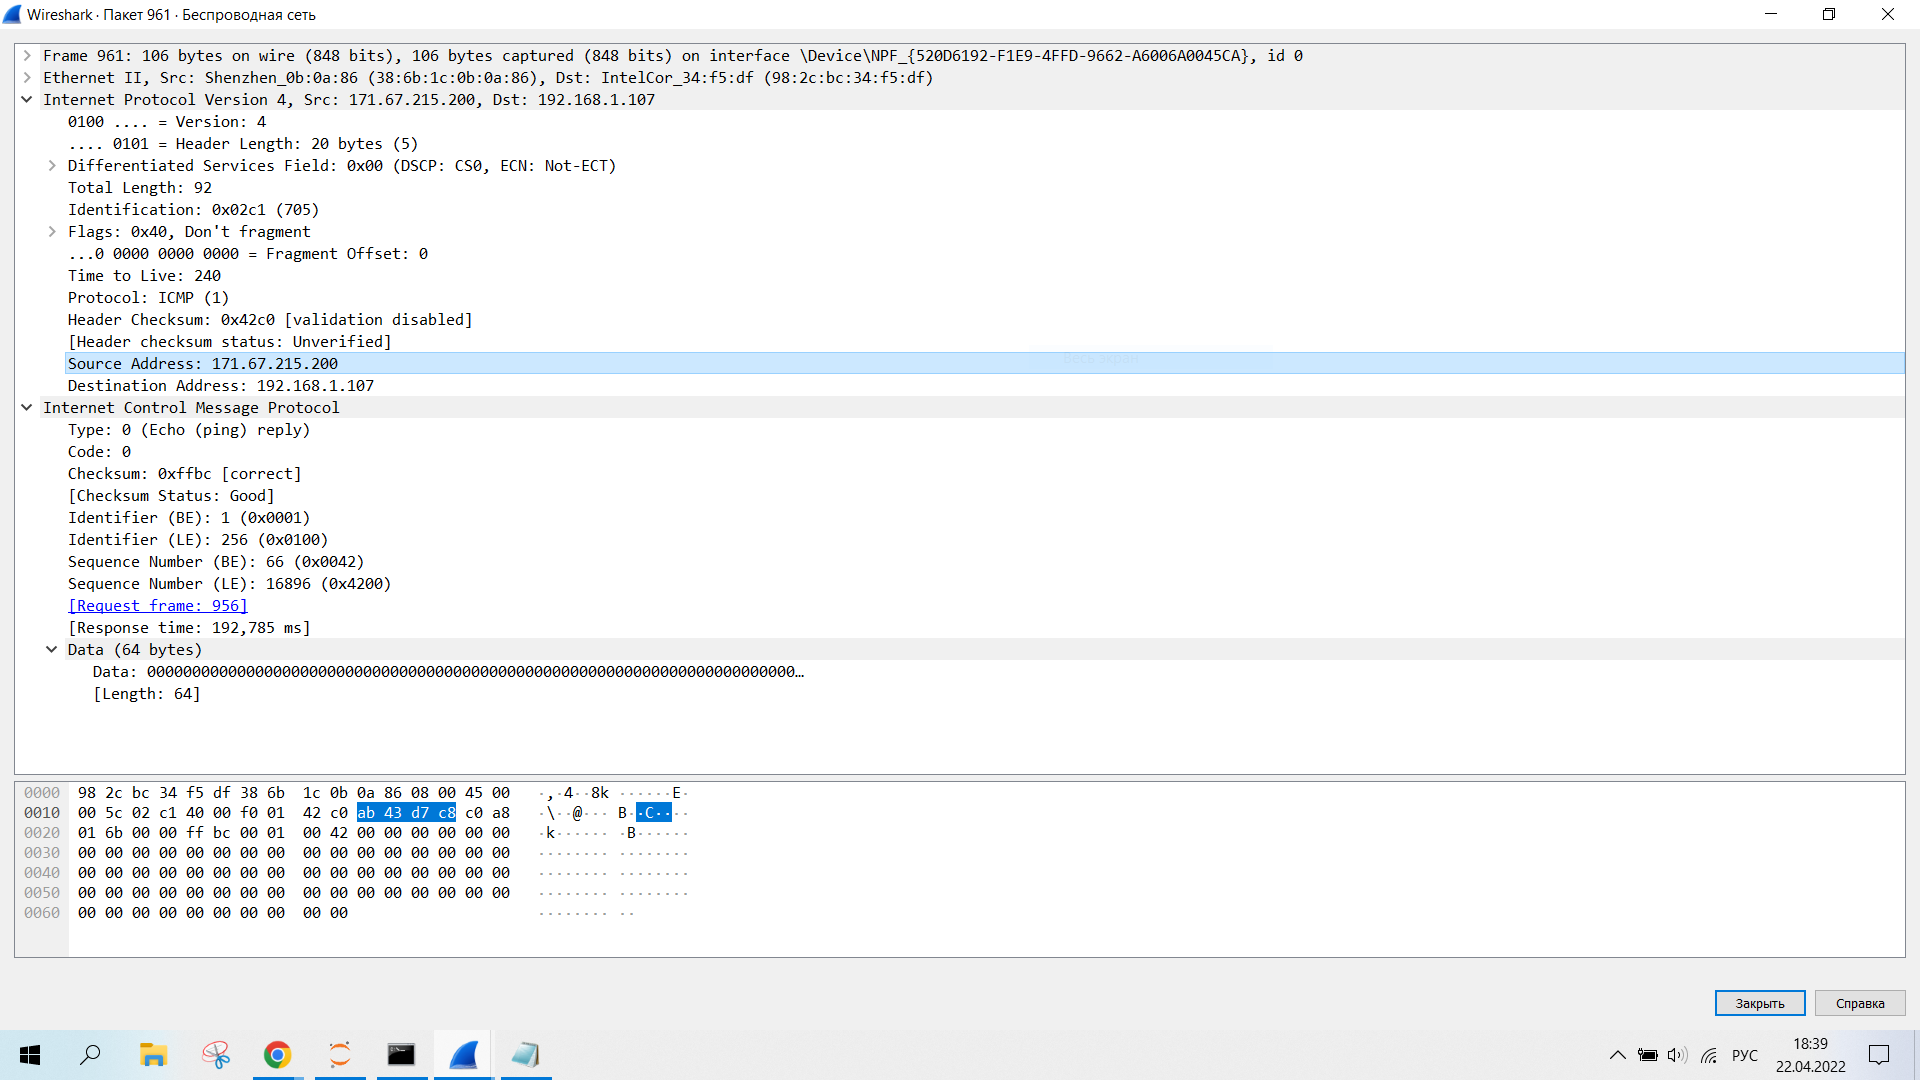 Wireshark · Пакет 961 · Беспроводная сеть
Frame 961: 106 bytes on wire (848 bits), 106 bytes captured (848 bits) on interface \Device\NPF_{520D6192-F1E9-4FFD-9662-A6006A0045CA}, id 0
Ethernet II, Src: Shenzhen_0b:0a:86 (38:6b:1c:0b:0a:86), Dst: IntelCor_34:f5:df (98:2c:bc:34:f5:df)
Internet Protocol Version 4, Src: 171.67.215.200, Dst: 192.168.1.107
0100 .... = Version: 4
.... 0101 = Header Length: 20 bytes (5)
Differentiated Services Field: 0x00 (DSCP: CS0, ECN: Not-ECT)
Total Length: 92
Identification: 0x02c1 (705)
Flags: 0x40, Don't fragment
...0 0000 0000 0000 = Fragment Offset: 0
Time to Live: 240
Protocol: ICMP (1)
Header Checksum: 0x42c0 [validation disabled]
[Header checksum status: Unverified]
Source Address: 171.67.215.200
Destination Address: 192.168.1.107
Internet Control Message Protocol
Type: 0 (Echo (ping) reply)
Code: 0
Checksum: 0xffbc [correct]
[Checksum Status: Good]
Identifier (BE): 1 (0x0001)
Identifier (LE): 256 (0x0100)
Sequence Number (BE): 66 (0x0042)
Sequence Number (LE): 16896 (0x4200)
[Request frame: 956]
[Response time: 192,785 ms]
Data (64 bytes)
Data: 000000000000000000000000000000000000000000000000000000000000000000000000…
[Length: 64]
0000 98 2c bc 34 f5 df 38 6b 1c 0b 0a 86 08 00 45 00 ·,·4··8k ······E·
0010 00 5c 02 c1 40 00 f0 01 42 c0 ab 43 d7 c8 c0 a8 ·\··@··· B··C····
0020 01 6b 00 00 ff bc 00 01 00 42 00 00 00 00 00 00 ·k······ ·B······
0030 00 00 00 00 00 00 00 00 00 00 00 00 00 00 00 00 ········ ········
0040 00 00 00 00 00 00 00 00 00 00 00 00 00 00 00 00 ········ ········
0050 00 00 00 00 00 00 00 00 00 00 00 00 00 00 00 00 ········ ········
0060 00 00 00 00 00 00 00 00 00 00 ········ ··
Закрыть
Справка
РУС
18:39
22.04.2022